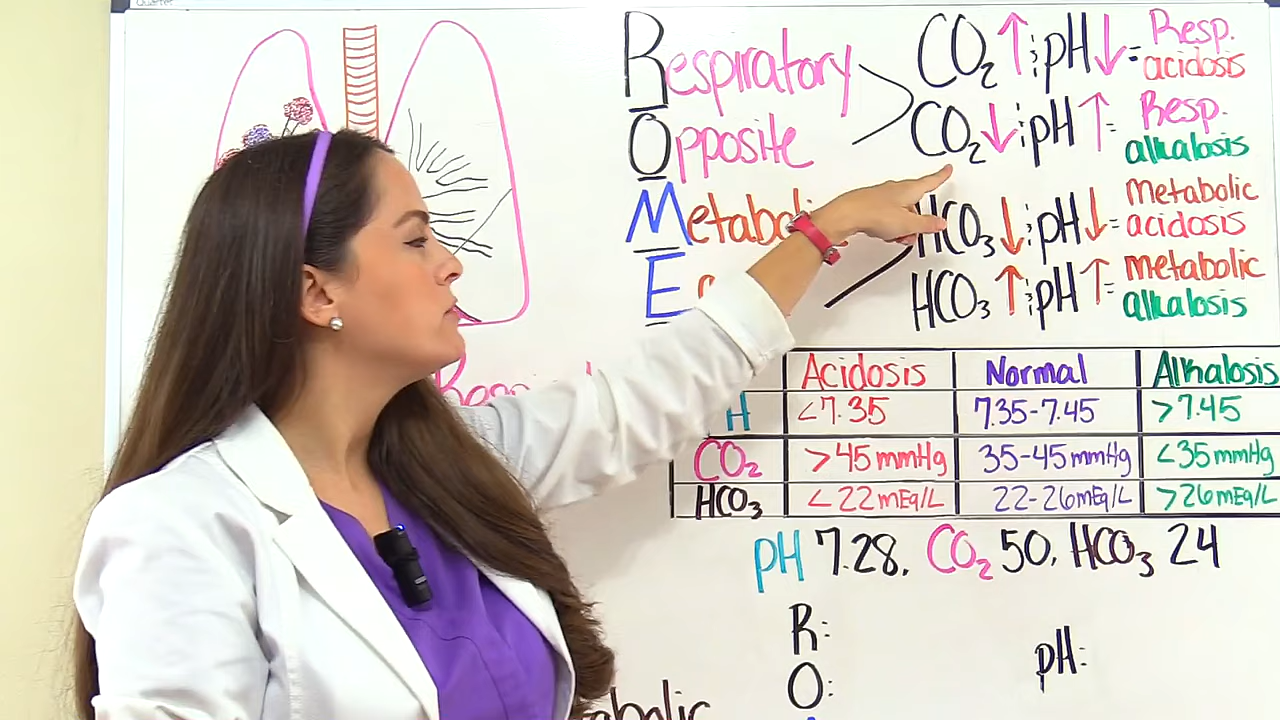 Respiratory
Opposite
Metabolic
E
CO₂ ↑ : pH ↓ = Resp. acidosis
CO₂ ↓ : pH ↑ = Resp. alkalosis
HCO₃ ↓ : pH ↓ = Metabolic acidosis
HCO₃ ↑ : pH ↑ = metabolic alkalosis
Acidosis Normal Alkalosis
H <7.35 7.35-7.45 >7.45
CO₂ >45 mmHg 35-45 mmHg <35 mmHg
HCO₃ <22 mEq/L 22-26 mEq/L >26 mEq/L
pH 7.28, CO₂ 50, HCO₃ 24
R:
O:
pH: